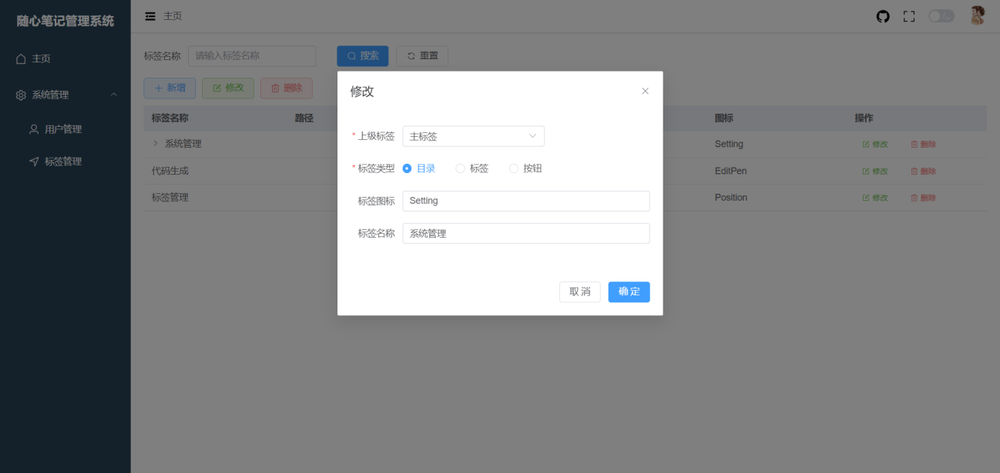 随心笔记管理系统
主页
主页
系统管理
用户管理
标签管理
标签名称 请输入标签名称 搜索 重置
新增 修改 删除
标签名称 路径 图标 操作
系统管理 Setting 修改 删除
代码生成 EditPen 修改 删除
标签管理 Position 修改 删除
修改
*上级标签 主标签
*标签类型 目录 标签 按钮
标签图标 Setting
标签名称 系统管理
取消 确定